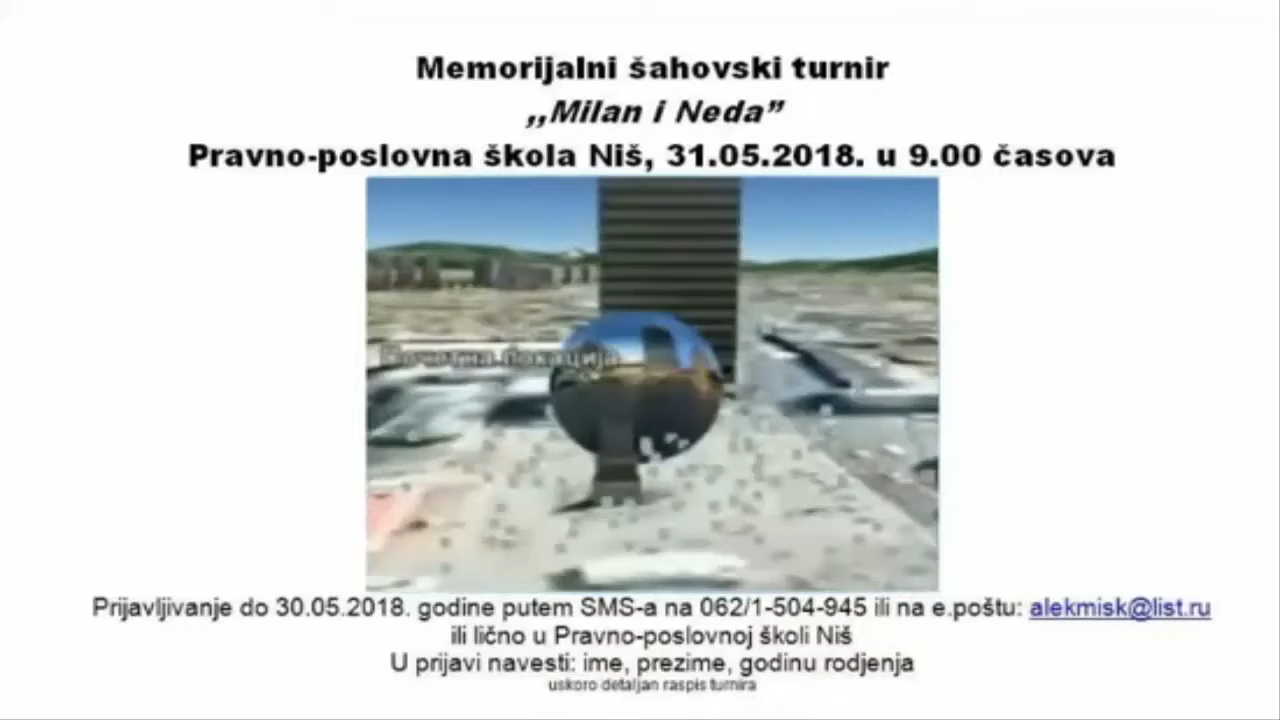 Memorijalni šahovski turnir
,,Milan i Neda”
Pravno-poslovna škola Niš, 31.05.2018. u 9.00 časova
Почетна локација
Prijavljivanje do 30.05.2018. godine putem SMS-a na 062/1-504-945 ili na e.poštu: alekmisk@list.ru
ili lično u Pravno-poslovnoj školi Niš
U prijavi navesti: ime, prezime, godinu rodjenja
uskoro detaljan raspis turnira